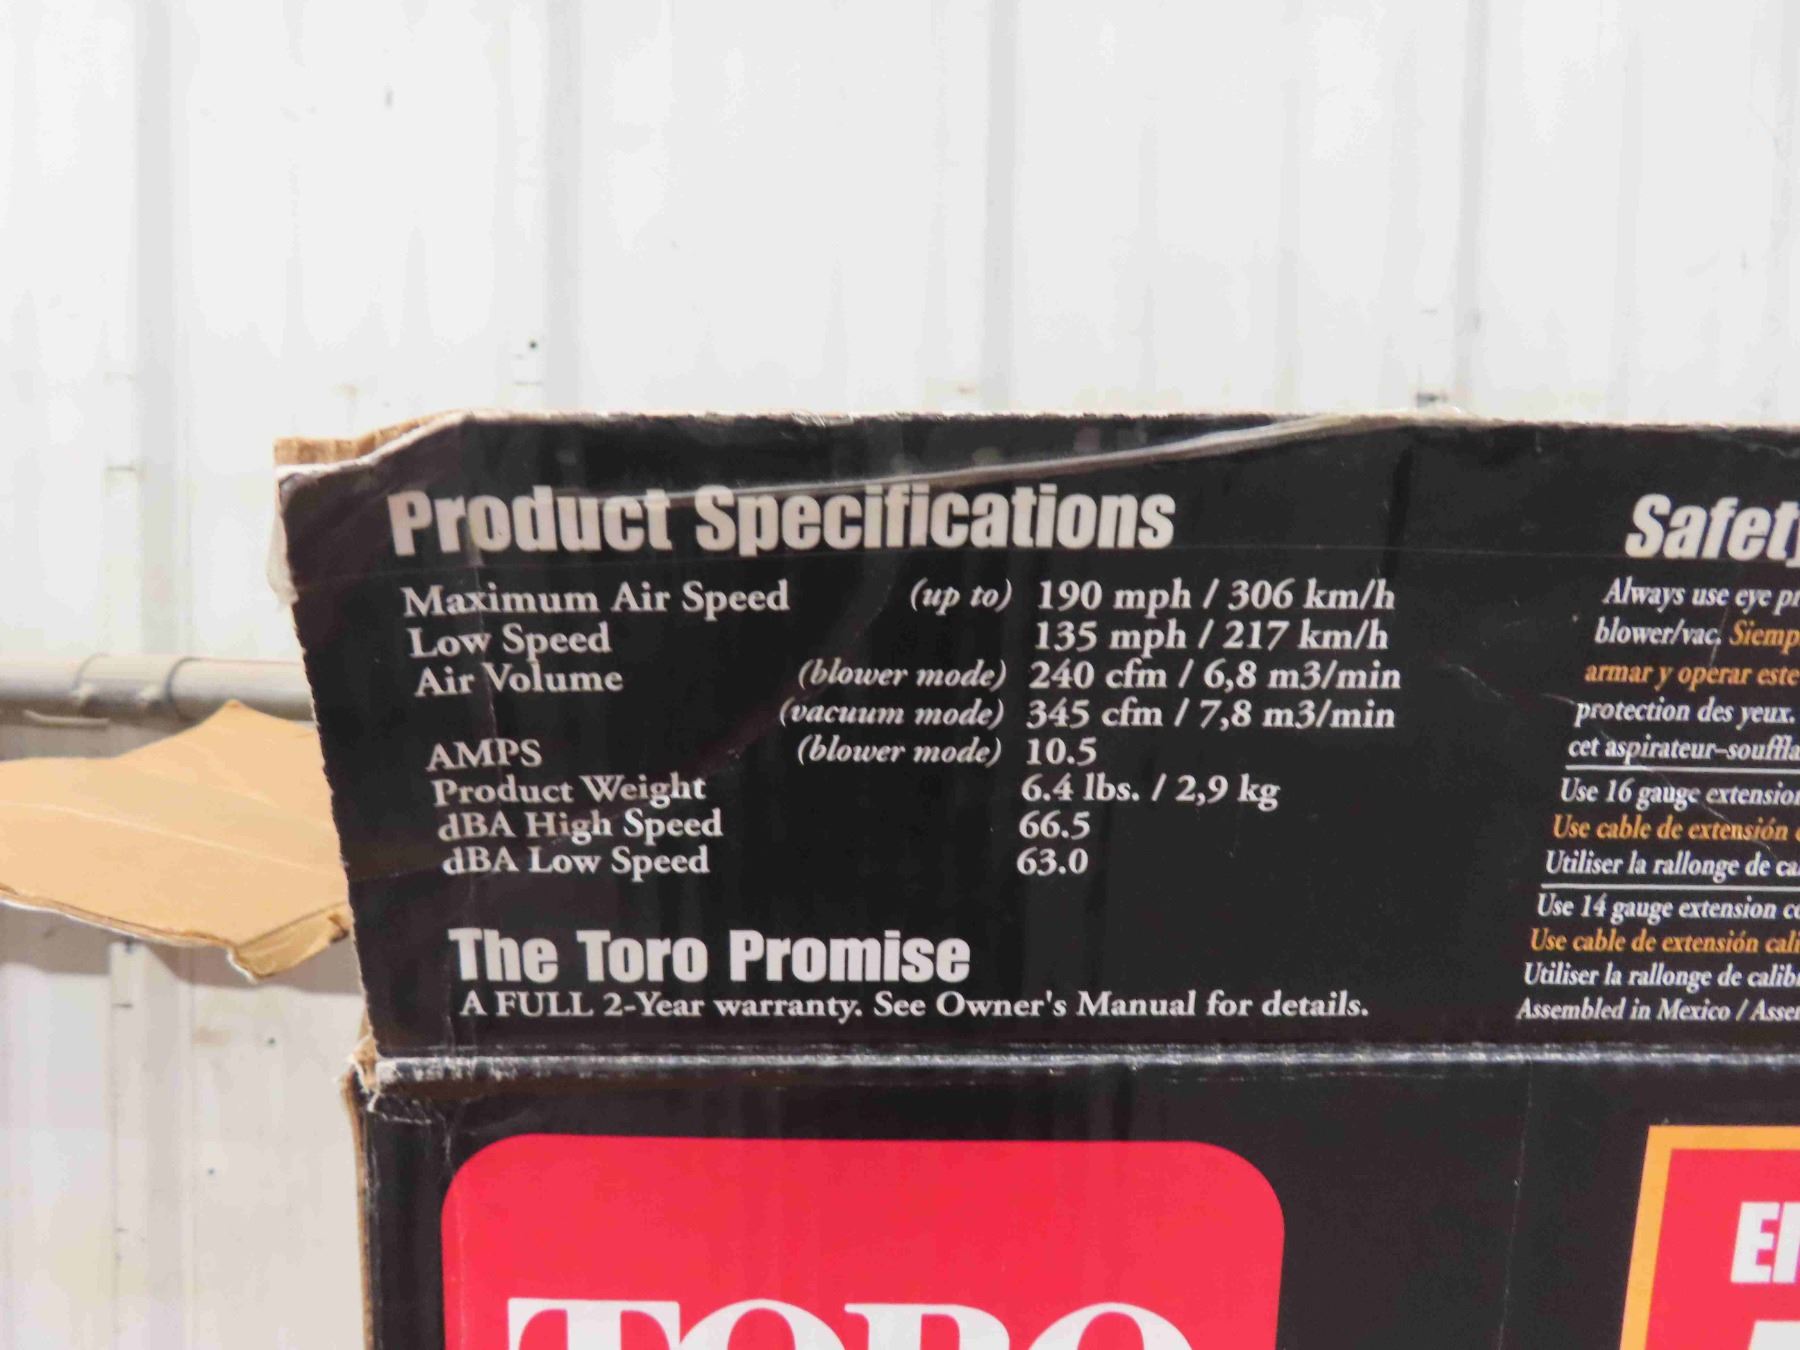 Product Specifications
Maximum Air Speed (up to) 190 mph / 306 km/h
Low Speed 135 mph / 217 km/h
Air Volume (blower mode) 240 cfm / 6,8 m3/min
(vacuum mode) 345 cfm / 7,8 m3/min
AMPS (blower mode) 10.5
Product Weight 6.4 lbs. / 2,9 kg
dBA High Speed 66.5
dBA Low Speed 63.0
The Toro Promise
A FULL 2-Year warranty. See Owner's Manual for details.
Safety
Always use eye
blower/vac.
armar y operar este
protection des yeux.
cet
Use 16 gauge extension
Use cable de extensión
Utiliser la rallonge de
Use 14 gauge extension
Use cable de extensión
Utiliser la rallonge de
Assembled in Mexico /
TORO